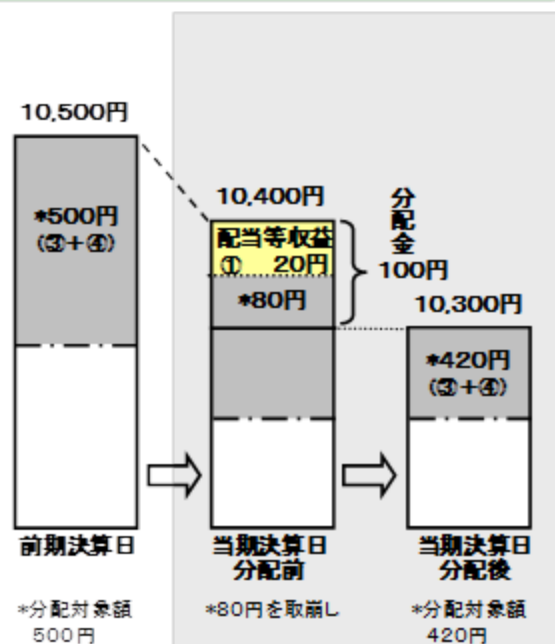 10,500円
*500円
(③+④)
前期決算日
*分配対象額
500円
10,400円
配当等収益
① 20円
*80円
分配金
100円
当期決算日
分配前
*80円を取崩し
10,300円
*420円
(③+④)
当期決算日
分配後
*分配対象額
420円